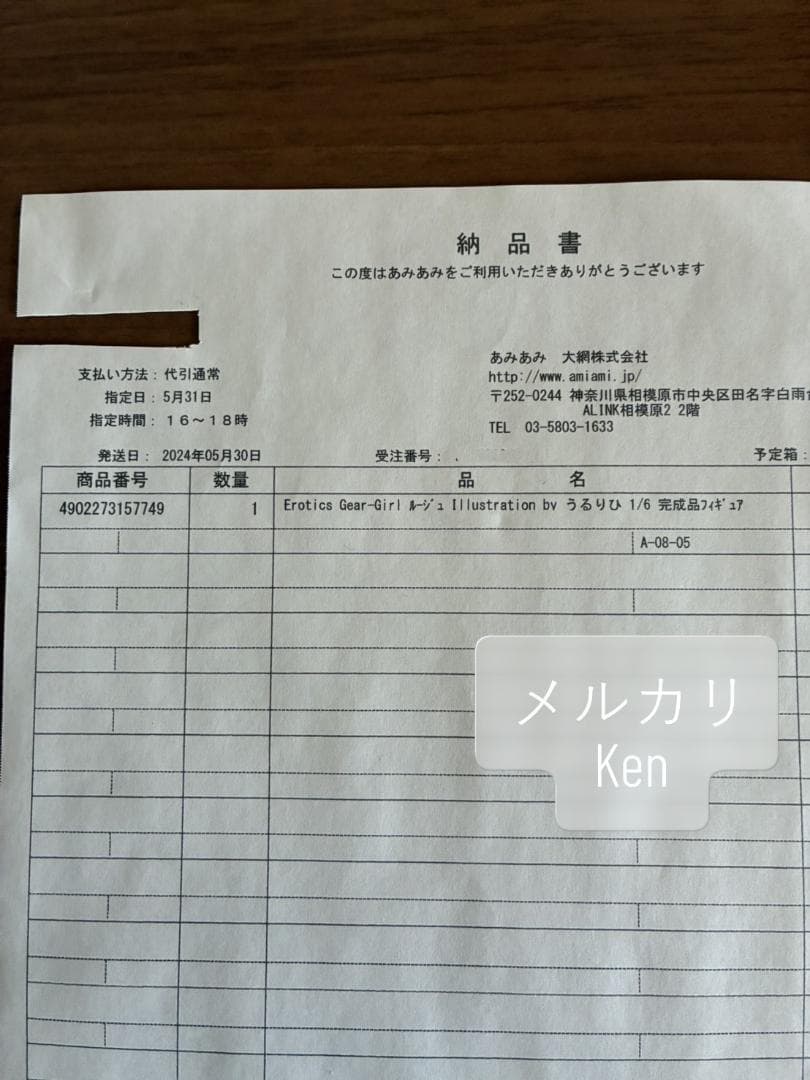 納品書
この度はあみあみをご利用いただきありがとうございます
支払い方法：代引通常
指定日：5月31日
指定時間：１６～１８時
あみあみ 大網株式会社
http://www.amiami.jp/
〒252-0244 神奈川県相模原市中央区田名字白雨台
ALINK相模原2 2階
TEL 03-5803-1633
発送日： 2024年05月30日
受注番号：
予定箱：
商品番号 数量 品名
4902273157749 1 Erotics Gear-Girl ﾙｰｼﾞｭ Illustration by うるりひ 1/6 完成品ﾌｨｷﾞｭｱ
A-08-05
メルカリ
Ken